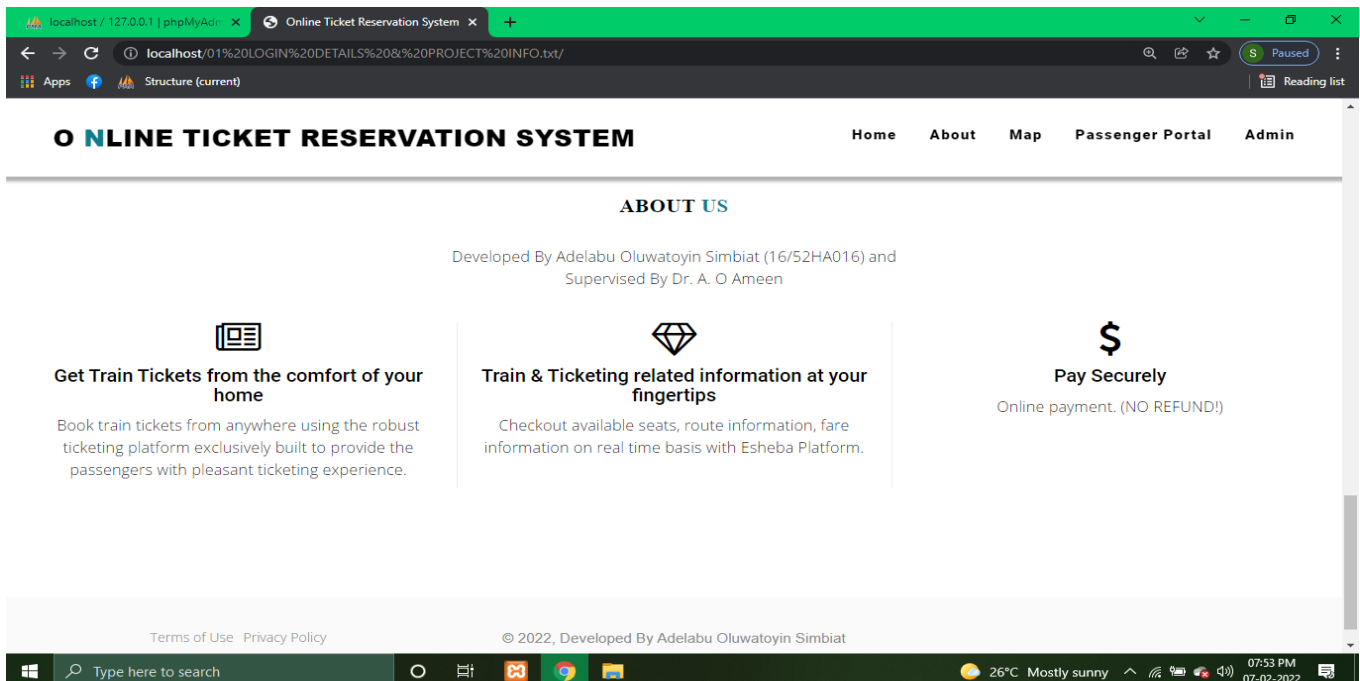 localhost / 127.0.0.1 | phpMyAdm
Online Ticket Reservation System
localhost/01%20LOGIN%20DETAILS%20&%20PROJECT%20INFO.txt/
S Paused
Apps
Structure (current)
Reading list
O NLINE TICKET RESERVATION SYSTEM
Home About Map Passenger Portal Admin
ABOUT US
Developed By Adelabu Oluwatoyin Simbiat (16/52HA016) and
Supervised By Dr. A. O Ameen
Get Train Tickets from the comfort of your
home
Book train tickets from anywhere using the robust
ticketing platform exclusively built to provide the
passengers with pleasant ticketing experience.
Train & Ticketing related information at your
fingertips
Checkout available seats, route information, fare
information on real time basis with Esheba Platform.
Pay Securely
Online payment. (NO REFUND!)
Terms of Use Privacy Policy
© 2022, Developed By Adelabu Oluwatoyin Simbiat
Type here to search
26°C Mostly sunny
07:53 PM
07-02-2022